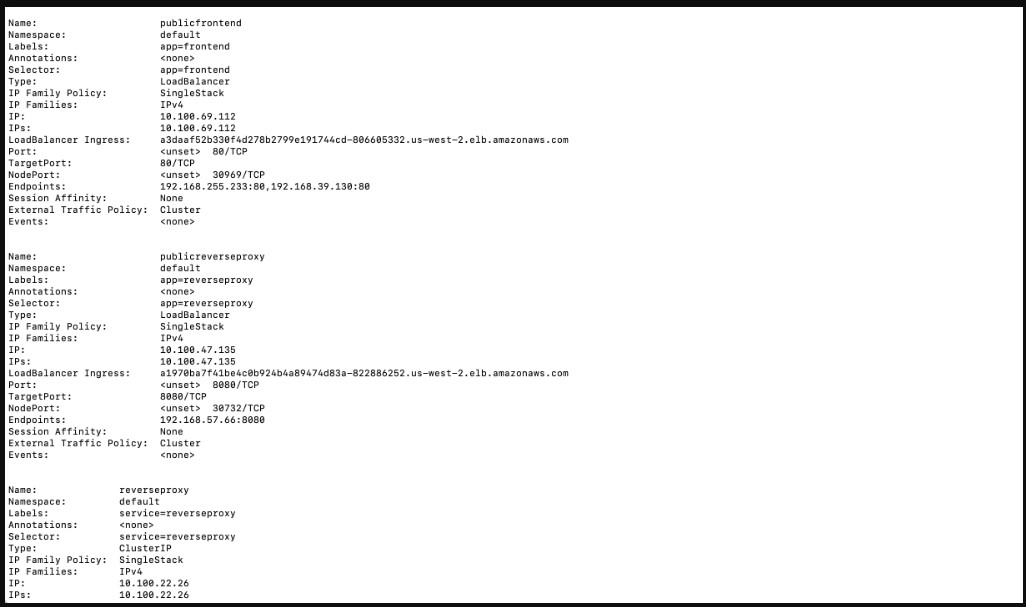 Name:                     publicfrontend
Namespace:                default
Labels:                   app=frontend
Annotations:              <none>
Selector:                 app=frontend
Type:                     LoadBalancer
IP Family Policy:         SingleStack
IP Families:              IPv4
IP:                       10.100.69.112
IPs:                      10.100.69.112
LoadBalancer Ingress:     a3daaf52b330f4d278b2799e191744cd-806605332.us-west-2.elb.amazonaws.com
Port:                     <unset>  80/TCP
TargetPort:               80/TCP
NodePort:                 <unset>  30969/TCP
Endpoints:                192.168.255.233:80,192.168.39.130:80
Session Affinity:         None
External Traffic Policy:  Cluster
Events:                   <none>

Name:                     publicreverseproxy
Namespace:                default
Labels:                   app=reverseproxy
Annotations:              <none>
Selector:                 app=reverseproxy
Type:                     LoadBalancer
IP Family Policy:         SingleStack
IP Families:              IPv4
IP:                       10.100.47.135
IPs:                      10.100.47.135
LoadBalancer Ingress:     a1970ba7f41be4c0b924b4a89474d83a-822886252.us-west-2.elb.amazonaws.com
Port:                     <unset>  8080/TCP
TargetPort:               8080/TCP
NodePort:                 <unset>  30732/TCP
Endpoints:                192.168.57.66:8080
Session Affinity:         None
External Traffic Policy:  Cluster
Events:                   <none>

Name:              reverseproxy
Namespace:         default
Labels:            service=reverseproxy
Annotations:       <none>
Selector:          service=reverseproxy
Type:              ClusterIP
IP Family Policy:  SingleStack
IP Families:       IPv4
IP:                10.100.22.26
IPs:               10.100.22.26